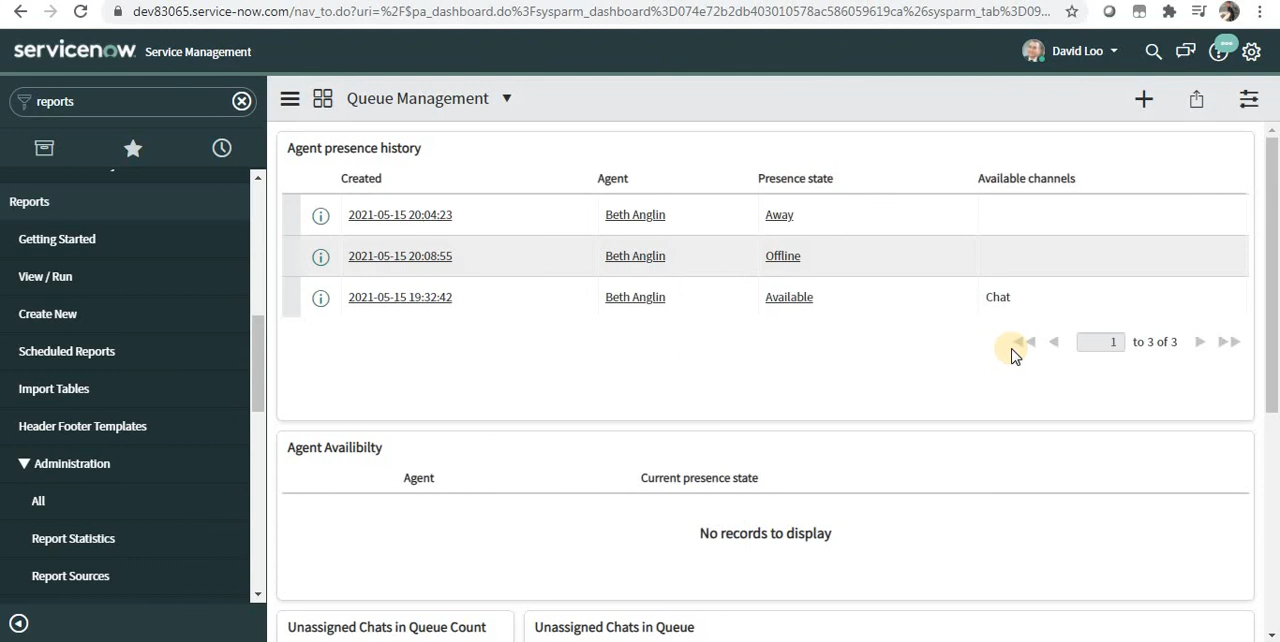 dev83065.service-now.com/nav_to.do?uri=%2F$pa_dashboard.do%3Fsysparm_dashboard%3D074e72b2db403010578ac586059619ca%26sysparm_tab%3D09...
servicenow Service Management
David Loo
reports
Queue Management
Reports
Getting Started
View / Run
Create New
Scheduled Reports
Import Tables
Header Footer Templates
Administration
All
Report Statistics
Report Sources
Agent presence history
Created Agent Presence state Available channels
2021-05-15 20:04:23 Beth Anglin Away
2021-05-15 20:08:55 Beth Anglin Offline
2021-05-15 19:32:42 Beth Anglin Available Chat
1 to 3 of 3
Agent Availibilty
Agent Current presence state
No records to display
Unassigned Chats in Queue Count
Unassigned Chats in Queue